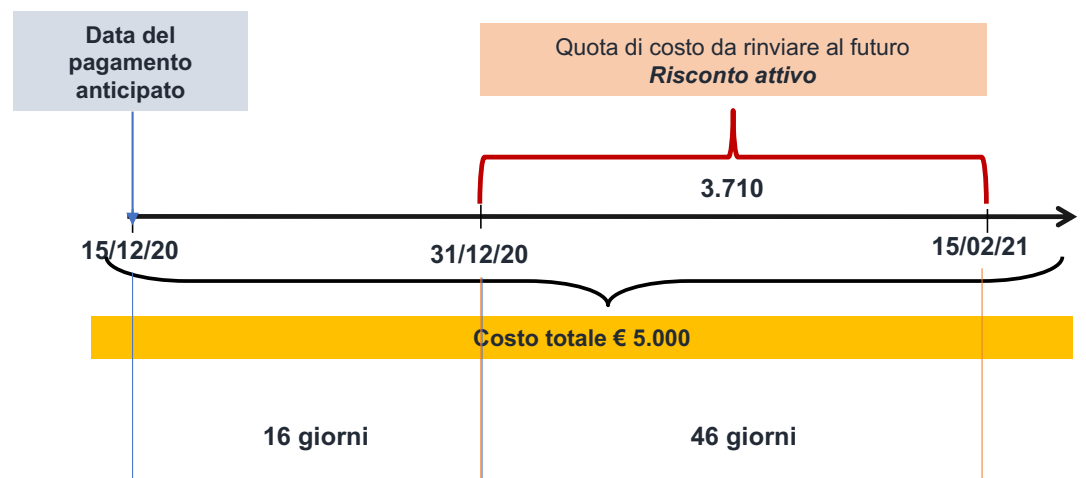 Data del
pagamento
anticipato
Quota di costo da rinviare al futuro
Risconto attivo
3.710
15/12/20
31/12/20
15/02/21
Costo totale € 5.000
16 giorni
46 giorni